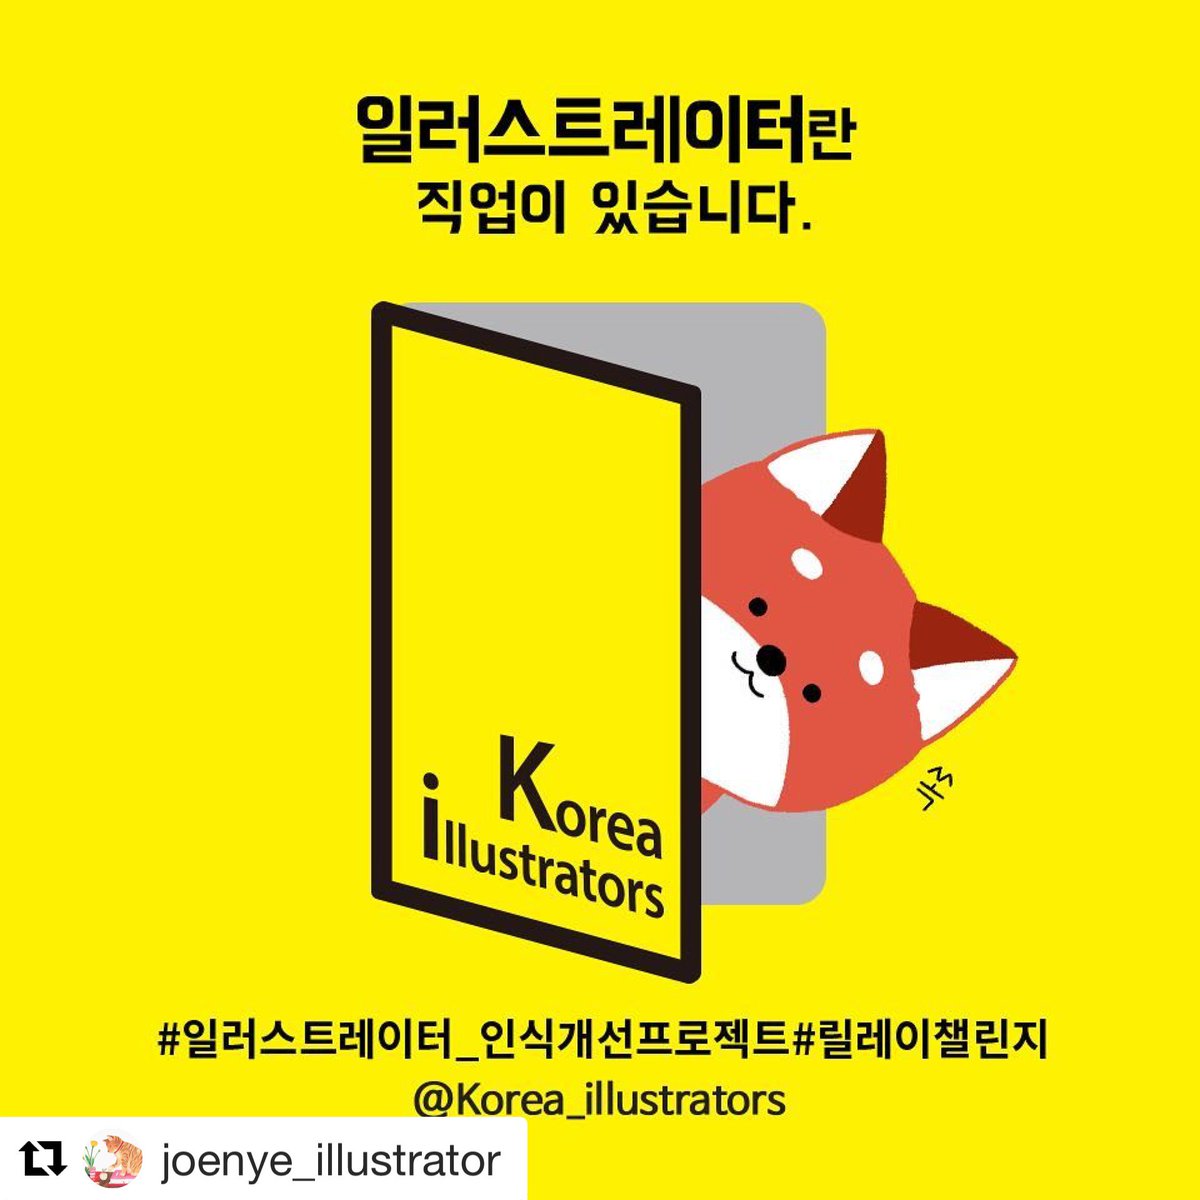 일러스트레이터란
직업이 있습니다.
Korea
illustrators
#일러스트레이터_인식개선프로젝트#릴레이챌린지
@Korea_illustrators
joenye_illustrator